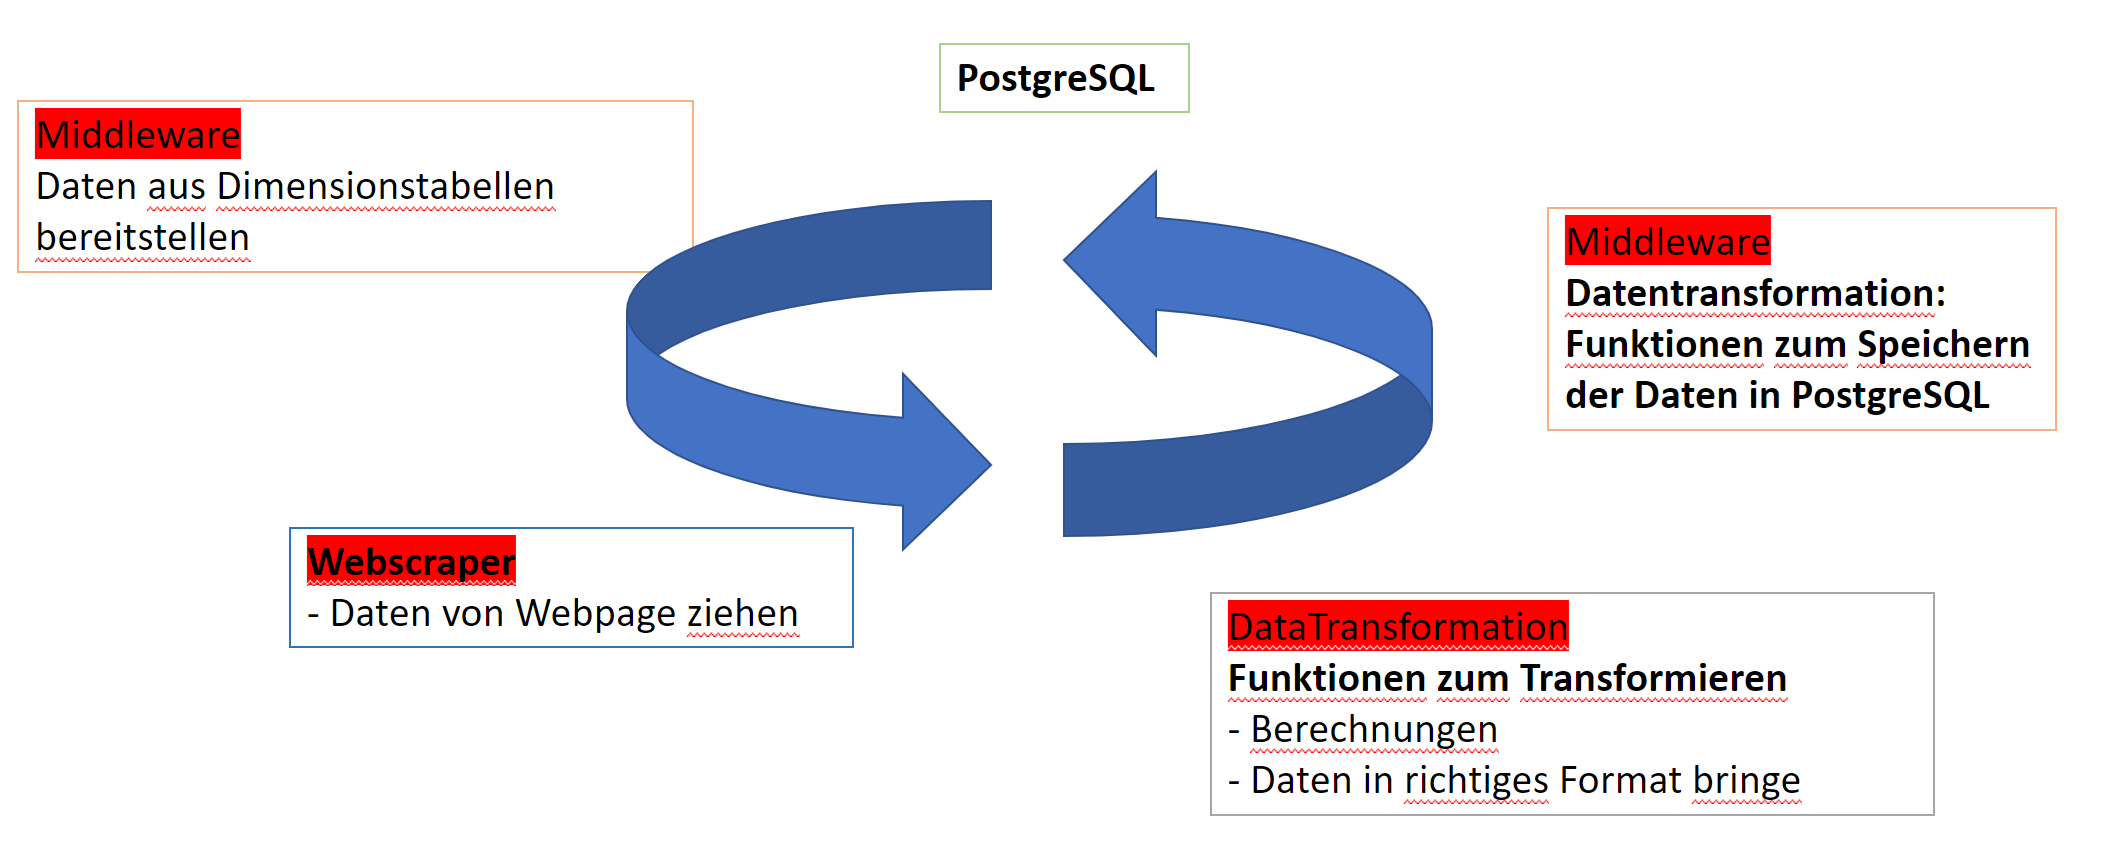 PostgreSQL
Middleware
Daten aus Dimensionstabellen
bereitstellen
Middleware
Datentransformation:
Funktionen zum Speichern
der Daten in PostgreSQL
Webscraper
- Daten von Webpage ziehen
DataTransformation
Funktionen zum Transformieren
- Berechnungen
- Daten in richtiges Format bringe